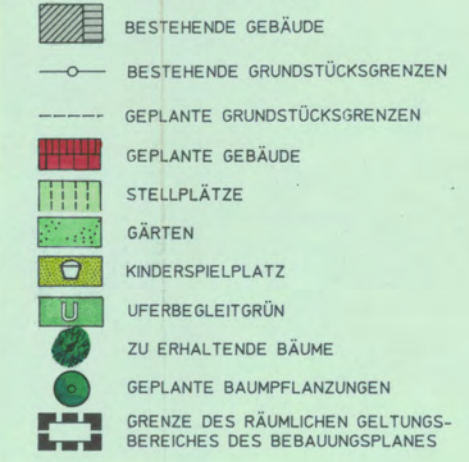 BESTEHENDE GEBÄUDE
BESTEHENDE GRUNDSTÜCKSGRENZEN
GEPLANTE GRUNDSTÜCKSGRENZEN
GEPLANTE GEBÄUDE
STELLPLÄTZE
GÄRTEN
KINDERSPIELPLATZ
U UFERBEGLEITGRÜN
ZU ERHALTENDE BÄUME
GEPLANTE BAUMPFLANZUNGEN
GRENZE DES RÄUMLICHEN GELTUNGS-
BEREICHES DES BEBAUUNGSPLANES